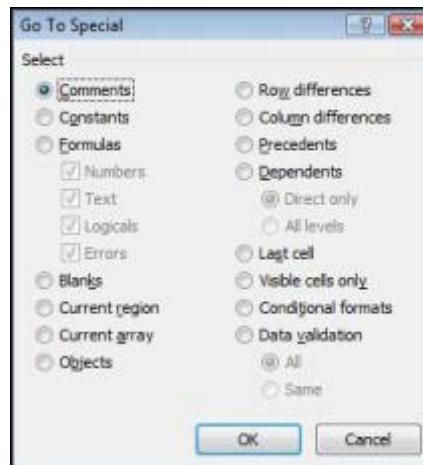 Go To Special
Select
Comments
Constants
Formulas
Numbers
Text
Logicals
Errors
Blanks
Current region
Current array
Objects
Row differences
Column differences
Precedents
Dependents
Direct only
All levels
Last cell
Visible cells only
Conditional formats
Data validation
All
Same
OK
Cancel